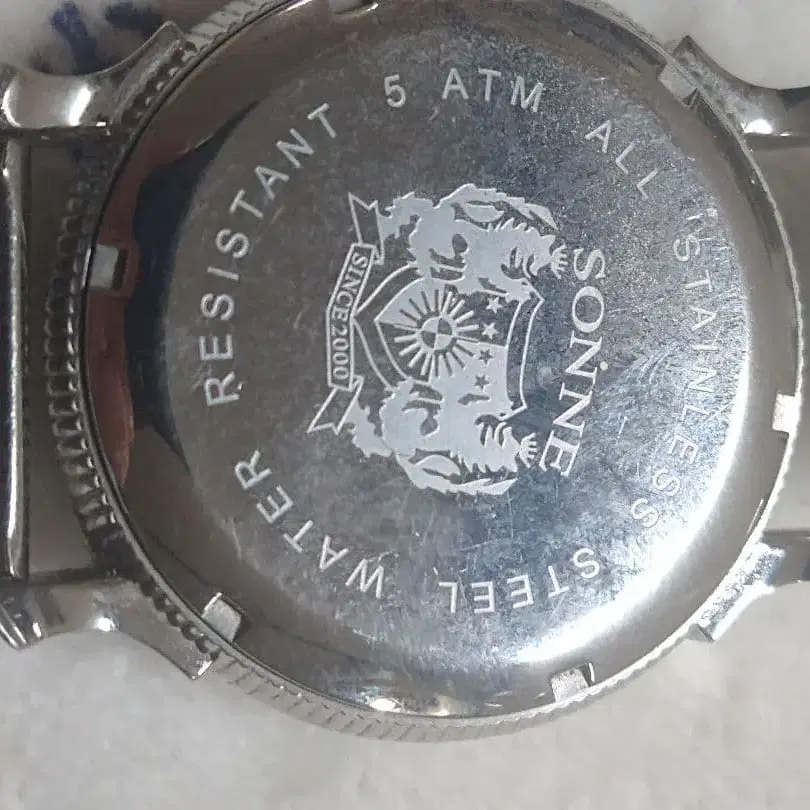 SONNE
SINCE 2000
ALL STAINLESS STEEL WATER RESISTANT 5 ATM